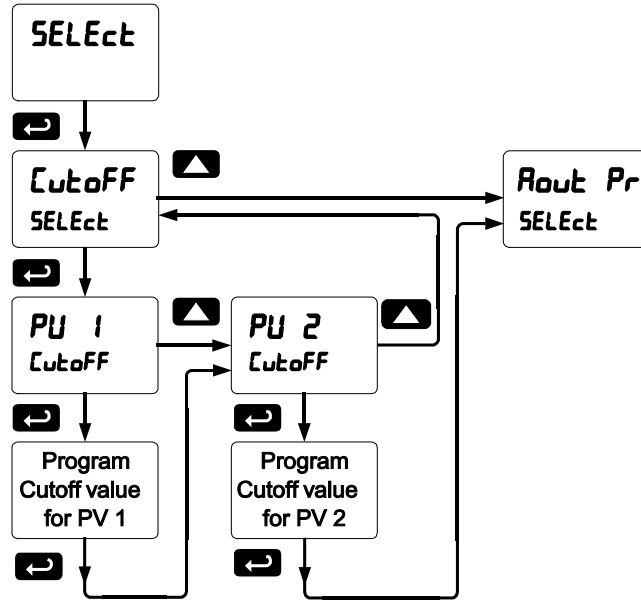 SELEct
CutoFF
SELEct
Aout Pr
SELEct
PU 1
CutoFF
PU 2
CutoFF
Program
Cutoff value
for PV 1
Program
Cutoff value
for PV 2